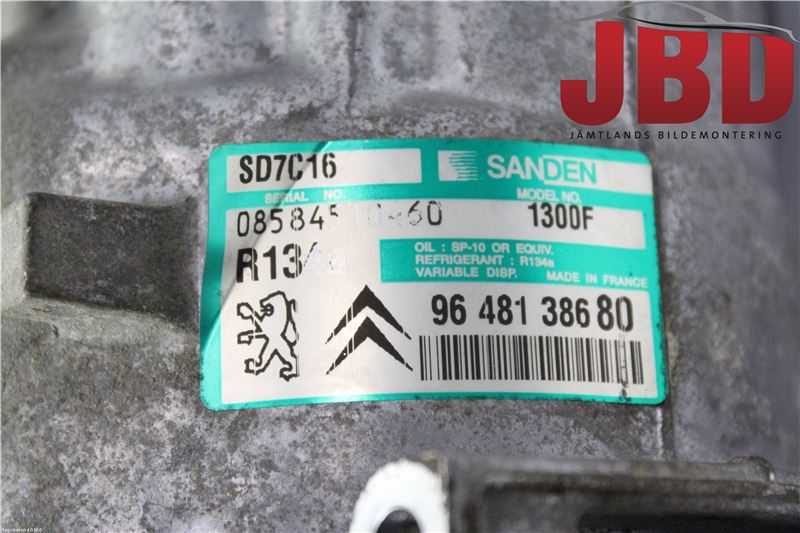 JBD
JÄMTLANDS BILDEMONTERING
SD7C16
SANDEN
SERIAL NO.
MODEL NO.
1300F
OIL : SP-10 OR EQUIV.
REFRIGERANT : R134a
VARIABLE DISP. MADE IN FRANCE
96 481 386 80